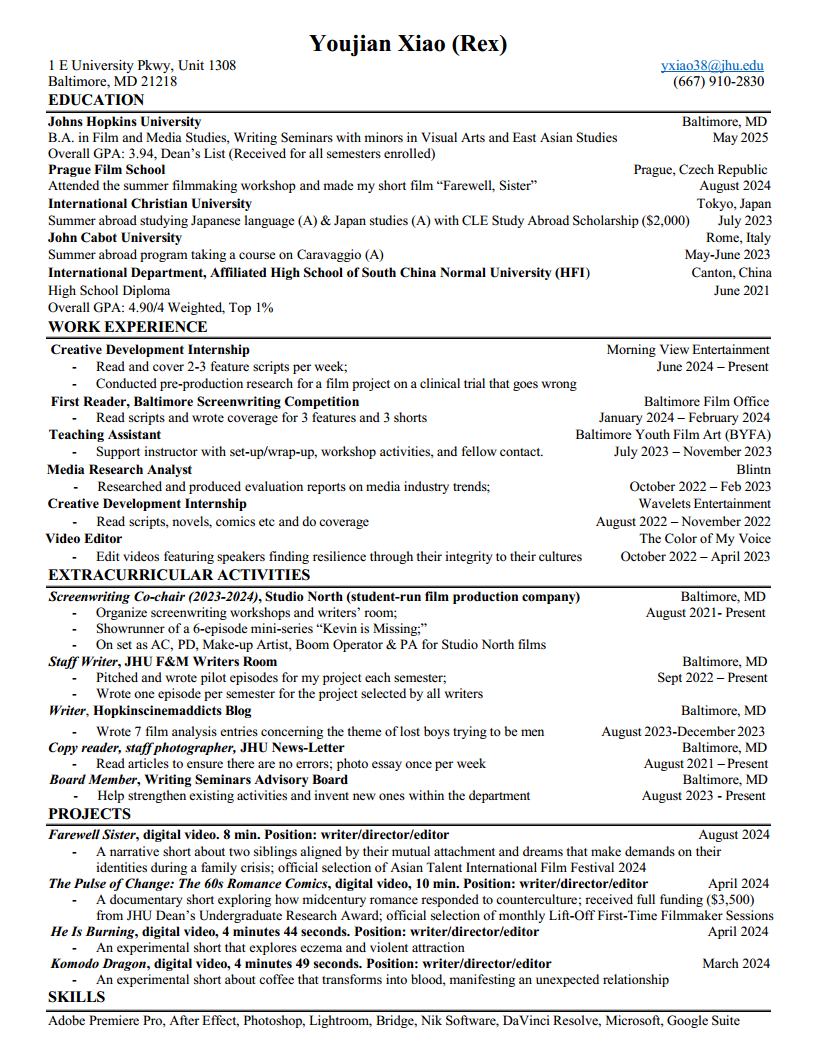 Youjian Xiao (Rex)
1 E University Pkwy, Unit 1308 yxiao38@jhu.edu
Baltimore, MD 21218 (667) 910-2830
EDUCATION
Johns Hopkins University Baltimore, MD
B.A. in Film and Media Studies, Writing Seminars with minors in Visual Arts and East Asian Studies May 2025
Overall GPA: 3.94, Dean's List (Received for all semesters enrolled)
Prague Film School Prague, Czech Republic
Attended the summer filmmaking workshop and made my short film “Farewell, Sister” August 2024
International Christian University Tokyo, Japan
Summer abroad studying Japanese language (A) & Japan studies (A) with CLE Study Abroad Scholarship ($2,000) July 2023
John Cabot University Rome, Italy
Summer abroad program taking a course on Caravaggio (A) May-June 2023
International Department, Affiliated High School of South China Normal University (HFI) Canton, China
High School Diploma June 2021
Overall GPA: 4.90/4 Weighted, Top 1%
WORK EXPERIENCE
Creative Development Internship Morning View Entertainment
- Read and cover 2-3 feature scripts per week; June 2024 – Present
- Conducted pre-production research for a film project on a clinical trial that goes wrong
First Reader, Baltimore Screenwriting Competition Baltimore Film Office
- Read scripts and wrote coverage for 3 features and 3 shorts January 2024 – February 2024
Teaching Assistant Baltimore Youth Film Art (BYFA)
- Support instructor with set-up/wrap-up, workshop activities, and fellow contact. July 2023 – November 2023
Media Research Analyst Blintn
- Researched and produced evaluation reports on media industry trends; October 2022 – Feb 2023
Creative Development Internship Wavelets Entertainment
- Read scripts, novels, comics etc and do coverage August 2022 – November 2022
Video Editor The Color of My Voice
- Edit videos featuring speakers finding resilience through their integrity to their cultures October 2022 – April 2023
EXTRACURRICULAR ACTIVITIES
Screenwriting Co-chair (2023-2024), Studio North (student-run film production company) Baltimore, MD
- Organize screenwriting workshops and writers' room; August 2021- Present
- Showrunner of a 6-episode mini-series “Kevin is Missing;”
- On set as AC, PD, Make-up Artist, Boom Operator & PA for Studio North films
Staff Writer, JHU F&M Writers Room Baltimore, MD
- Pitched and wrote pilot episodes for my project each semester; Sept 2022 – Present
- Wrote one episode per semester for the project selected by all writers
Writer, Hopkinscinemaddicts Blog Baltimore, MD
- Wrote 7 film analysis entries concerning the theme of lost boys trying to be men August 2023-December 2023
Copy reader, staff photographer, JHU News-Letter Baltimore, MD
- Read articles to ensure there are no errors; photo essay once per week August 2021 – Present
Board Member, Writing Seminars Advisory Board Baltimore, MD
- Help strengthen existing activities and invent new ones within the department August 2023 - Present
PROJECTS
Farewell Sister, digital video. 8 min. Position: writer/director/editor August 2024
- A narrative short about two siblings aligned by their mutual attachment and dreams that make demands on their
identities during a family crisis; official selection of Asian Talent International Film Festival 2024
The Pulse of Change: The 60s Romance Comics, digital video, 10 min. Position: writer/director/editor April 2024
- A documentary short exploring how midcentury romance responded to counterculture; received full funding ($3,500)
from JHU Dean's Undergraduate Research Award; official selection of monthly Lift-Off First-Time Filmmaker Sessions
He Is Burning, digital video, 4 minutes 44 seconds. Position: writer/director/editor April 2024
- An experimental short that explores eczema and violent attraction
Komodo Dragon, digital video, 4 minutes 49 seconds. Position: writer/director/editor March 2024
- An experimental short about coffee that transforms into blood, manifesting an unexpected relationship
SKILLS
Adobe Premiere Pro, After Effect, Photoshop, Lightroom, Bridge, Nik Software, DaVinci Resolve, Microsoft, Google Suite